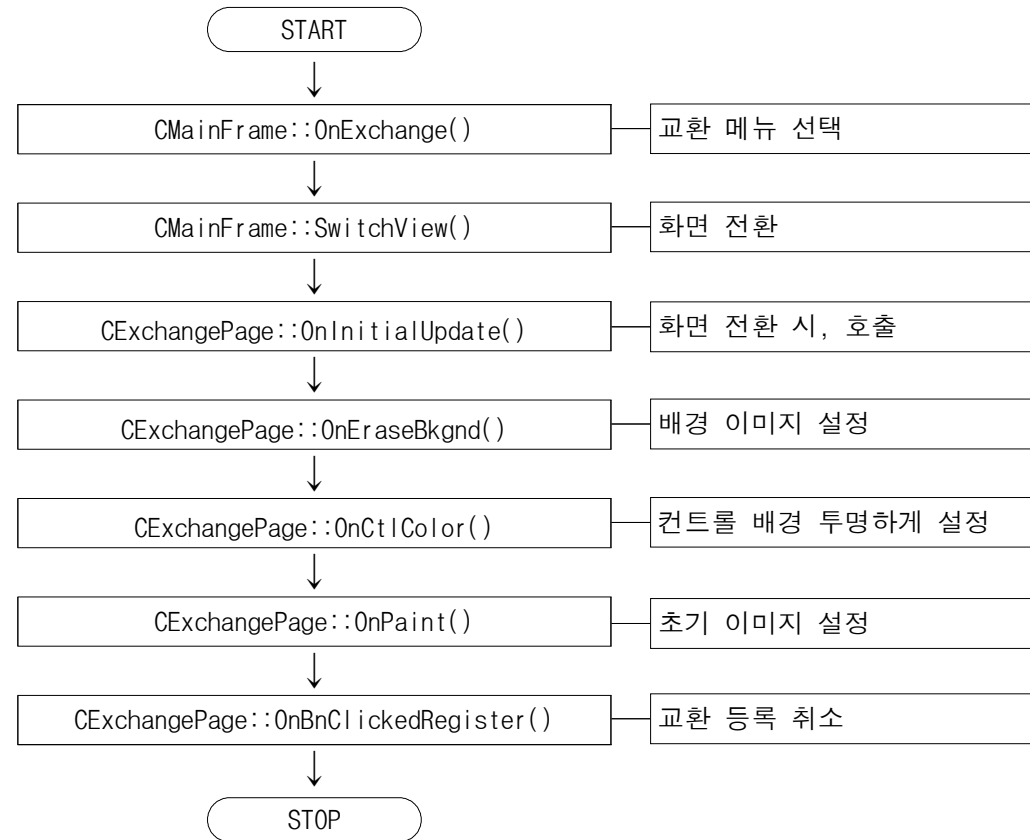 START
CMainFrame::OnExchange()
교환 메뉴 선택
CMainFrame::SwitchView()
화면 전환
CExchangePage::OnInitialUpdate()
화면 전환 시, 호출
CExchangePage::OnEraseBkgnd()
배경 이미지 설정
CExchangePage::OnCtlColor()
컨트롤 배경 투명하게 설정
CExchangePage::OnPaint()
초기 이미지 설정
CExchangePage::OnBnClickedRegister()
교환 등록 취소
STOP